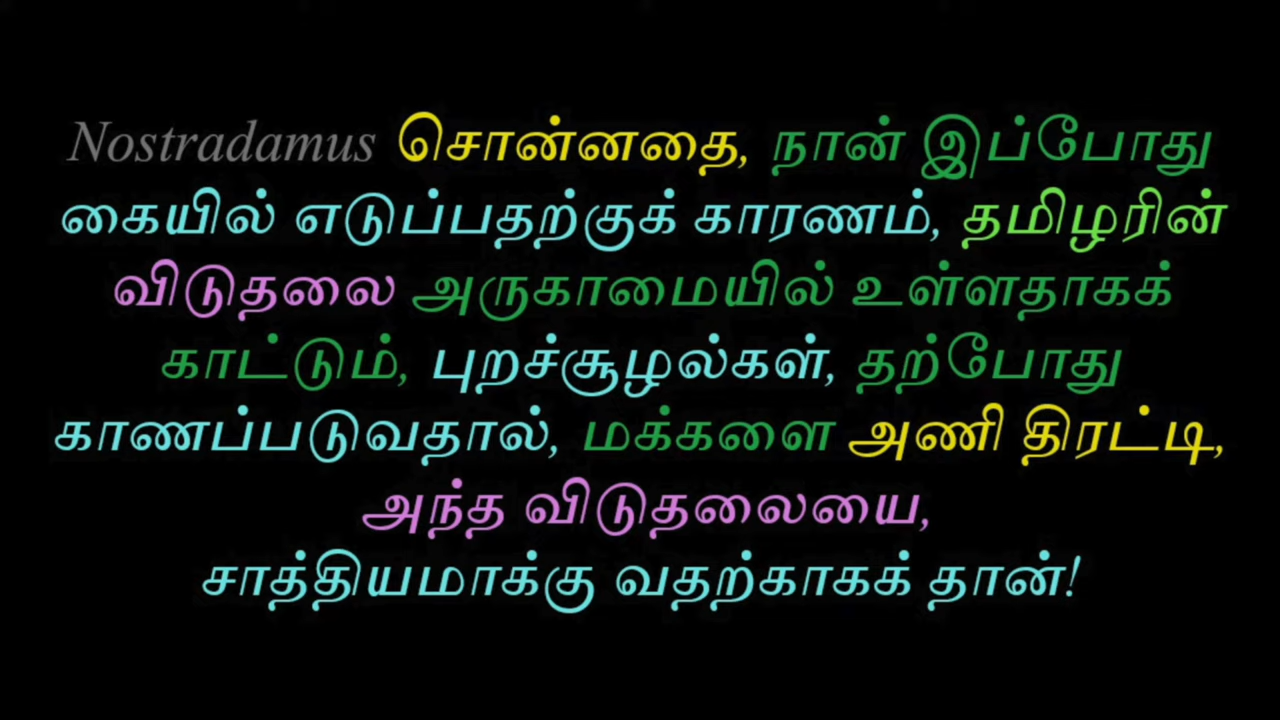 Nostradamus சொன்னதை, நான் இப்போது
கையில் எடுப்பதற்குக் காரணம், தமிழரின்
விடுதலை அருகாமையில் உள்ளதாகக்
காட்டும், புறச்சூழல்கள், தற்போது
காணப்படுவதால், மக்களை அணி திரட்டி,
அந்த விடுதலையை,
சாத்தியமாக்கு வதற்காகக் தான்!